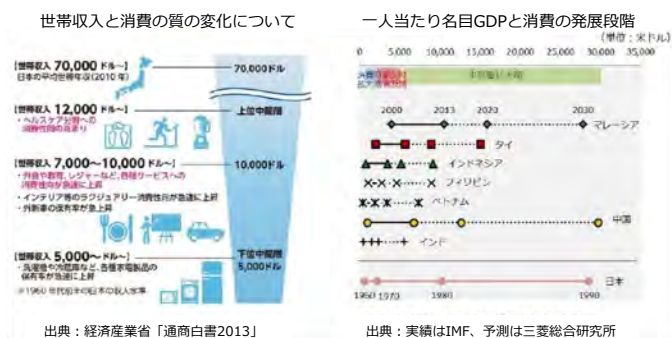 世帯収入と消費の質の変化について
【世帯収入 70,000 ドル～】
日本の平均世帯年収(2010 年)
70,000ドル
【世帯収入 12,000 ドル～】
・ヘルスケア分野への
消費性向の高まり
上位中間層
【世帯収入 7,000～10,000 ドル～】
・外食や教育、レジャーなど、各種サービスへの
消費性向が急速に上昇
・インテリア等のラグジュアリー消費性向が急速に上昇
・外新車の保有率が急上昇
10,000ドル
【世帯収入 5,000～ドル～】
・洗濯機や冷蔵庫など、各種家電製品の
保有率が急速に上昇
※1960 年代前半の日本の収入水準
下位中間層
5,000ドル
出典：経済産業省「通商白書2013」
一人当たり名目GDPと消費の発展段階
（単位：米ドル）
0 5,000 10,000 15,000 20,000 25,000 30,000 35,000
2000 2013 2023 2030
マレーシア
タイ
インドネシア
フィリピン
ベトナム
中国
インド
日本
1960 1970 1980 1990
出典：実績はIMF、予測は三菱総合研究所